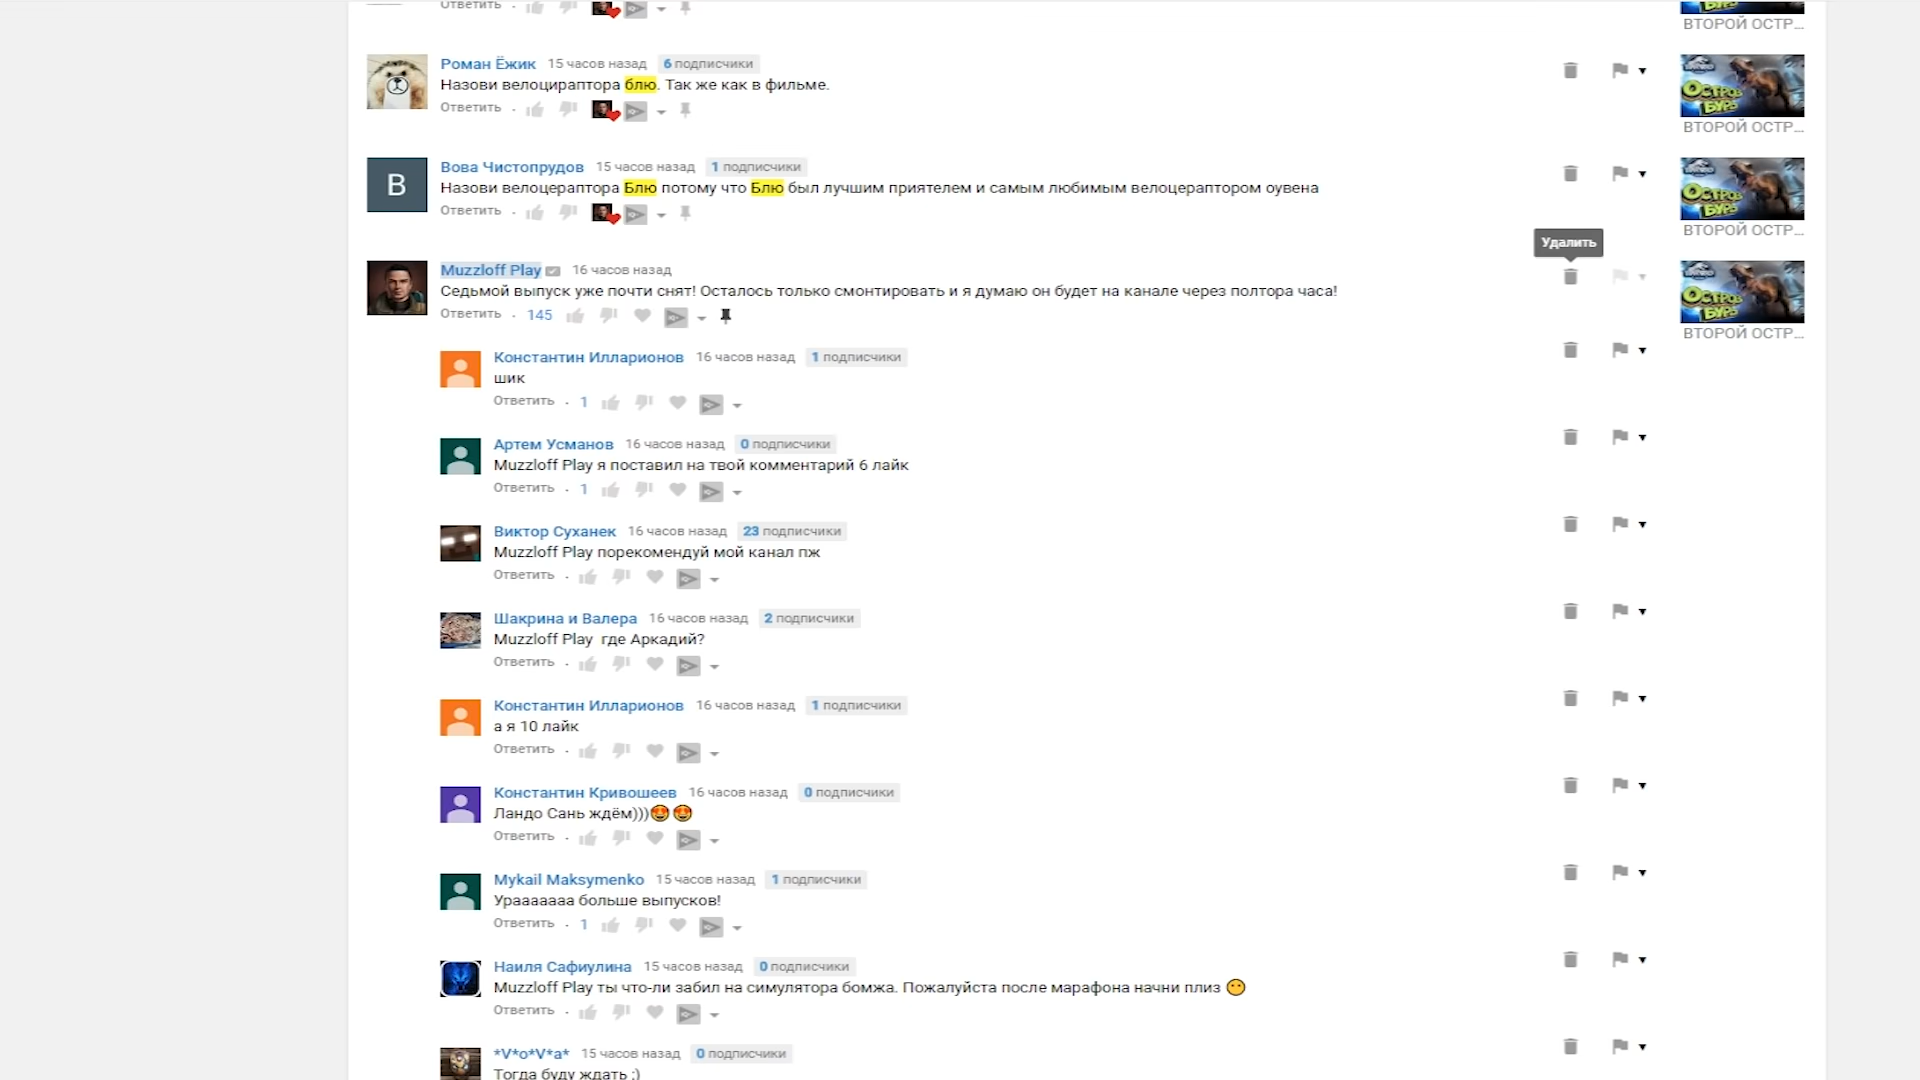 Ответить
ВТОРОЙ ОСТР...
Роман Ёжик 15 часов назад 6 подписчики
Назови велоцираптора блю. Так же как в фильме.
Ответить
ОСТРОВ БУРЬ
ВТОРОЙ ОСТР...
В
Вова Чистопрудов 15 часов назад 1 подписчики
Назови велоцераптора Блю потому что Блю был лучшим приятелем и самым любимым велоцераптором оувена
Ответить
ОСТРОВ БУРЬ
ВТОРОЙ ОСТР...
Удалить
Muzzloff Play 16 часов назад
Седьмой выпуск уже почти снят! Осталось только смонтировать и я думаю он будет на канале через полтора часа!
Ответить 145
ОСТРОВ БУРЬ
ВТОРОЙ ОСТР...
Константин Илларионов 16 часов назад 1 подписчики
шик
Ответить 1
Артем Усманов 16 часов назад 0 подписчики
Muzzloff Play я поставил на твой комментарий 6 лайк
Ответить 1
Виктор Суханек 16 часов назад 23 подписчики
Muzzloff Play порекомендуй мой канал пж
Ответить
Шакрина и Валера 16 часов назад 2 подписчики
Muzzloff Play где Аркадий?
Ответить
Константин Илларионов 16 часов назад 1 подписчики
а я 10 лайк
Ответить
Константин Кривошеев 16 часов назад 0 подписчики
Ландо Сань ждём)))😍😍
Ответить
Mykail Maksymenko 15 часов назад 1 подписчики
Урааааааа больше выпусков!
Ответить 1
Наиля Сафиулина 15 часов назад 0 подписчики
Muzzloff Play ты что-ли забил на симулятора бомжа. Пожалуйста после марафона начни плиз 😶
Ответить
*V*o*V*a* 15 часов назад 0 подписчики
Тогда буду ждать ;)